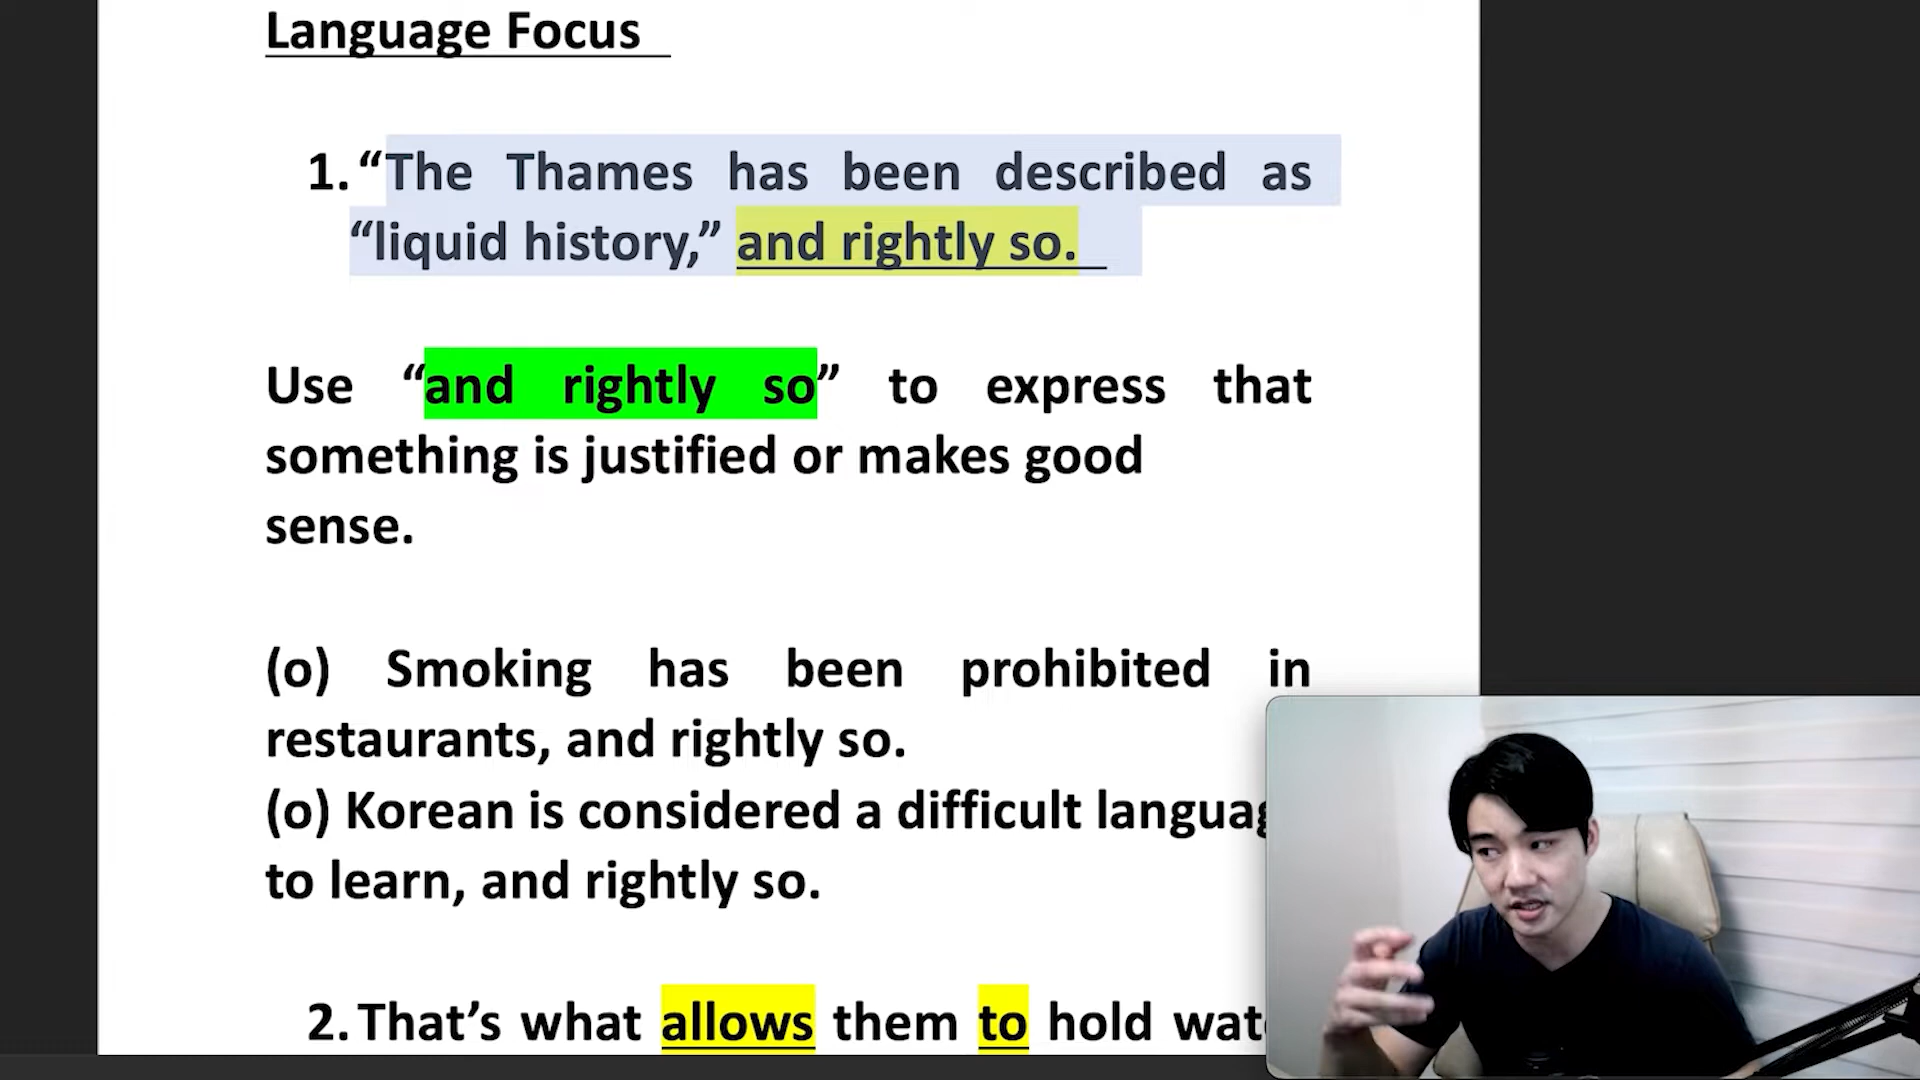 Language Focus
1. “The Thames has been described as
“liquid history,” and rightly so.
Use “and rightly so” to express that
something is justified or makes good
sense.
(o) Smoking has been prohibited in
restaurants, and rightly so.
(o) Korean is considered a difficult
to learn, and rightly so.
2. That’s what allows them to hold